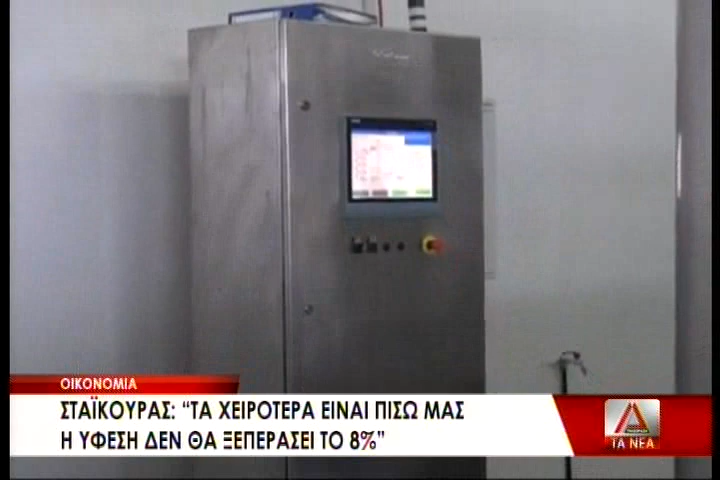 ΟΙΚΟΝΟΜΙΑ
ΣΤΑΪΚΟΥΡΑΣ: “ΤΑ ΧΕΙΡΟΤΕΡΑ ΕΙΝΑΙ ΠΙΣΩ ΜΑΣ
Η ΥΦΕΣΗ ΔΕΝ ΘΑ ΞΕΠΕΡΑΣΕΙ ΤΟ 8%”
ΤΑ ΝΕΑ